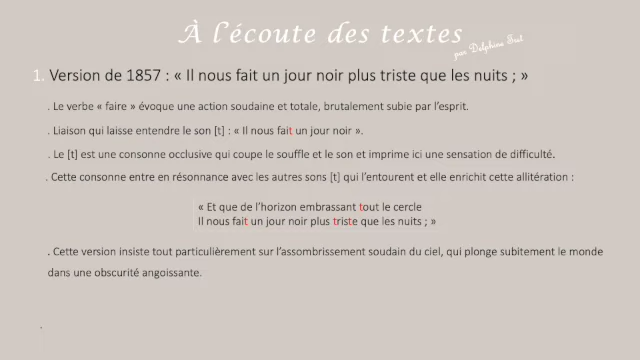 À l'écoute des textes
par Delphine Gest
1. Version de 1857 : « Il nous fait un jour noir plus triste que les nuits ; »
. Le verbe « faire » évoque une action soudaine et totale, brutalement subie par l'esprit.
. Liaison qui laisse entendre le son [t] : « Il nous fait un jour noir ».
. Le [t] est une consonne occlusive qui coupe le souffle et le son et imprime ici une sensation de difficulté.
. Cette consonne entre en résonnance avec les autres sons [t] qui l'entourent et elle enrichit cette allitération :
« Et que de l'horizon embrassant tout le cercle
Il nous fait un jour noir plus triste que les nuits ; »
. Cette version insiste tout particulièrement sur l'assombrissement soudain du ciel, qui plonge subitement le monde
dans une obscurité angoissante.